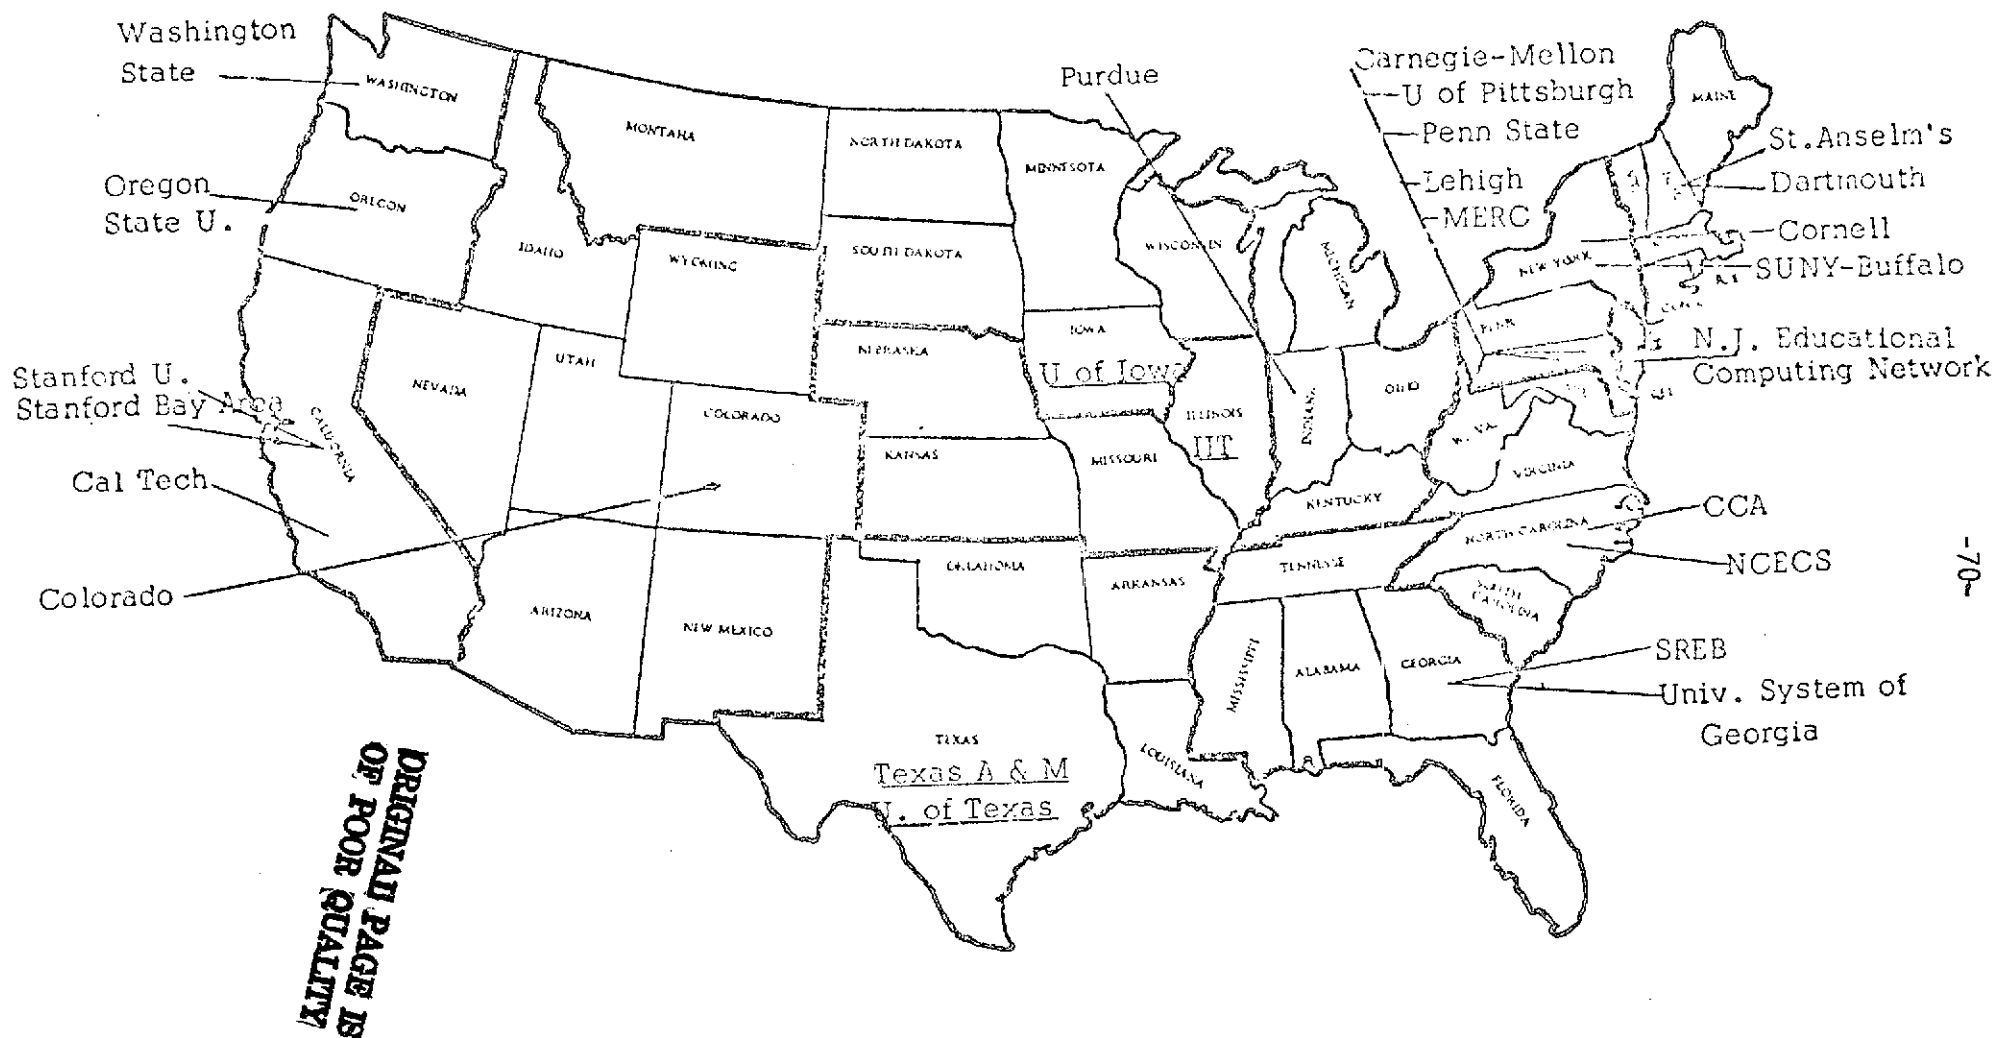 Washington
State
Oregon
State U.
Stanford U.
Stanford Bay Area
Cal Tech
Colorado
Purdue
Carnegie-Mellon
U of Pittsburgh
Penn State
Lehigh
MERC
St.Anselm's
Dartmouth
Cornell
SUNY-Buffalo
N.J. Educational
Computing Network
CCA
NCECS
SREB
Univ. System of
Georgia
U of Iowa
IIT
Texas A & M
U. of Texas
WASHINGTON
OREGON
CALIFORNIA
IDAHO
NEVADA
MONTANA
WYOMING
UTAH
COLORADO
ARIZONA
NEW MEXICO
NORTH DAKOTA
SOUTH DAKOTA
NEBRASKA
KANSAS
OKLAHOMA
TEXAS
MINNESOTA
IOWA
MISSOURI
ARKANSAS
LOUISIANA
WISCONSIN
ILLINOIS
MICHIGAN
INDIANA
OHIO
KENTUCKY
TENNESSE
MISSISSIPPI
ALABAMA
GEORGIA
FLORIDA
SOUTH
CAROLINA
NORTH CAROLINA
VIRGINIA
W. VA.
NEW YORK
MAINE
R I
-70-
ORIGINAL PAGE IS
OF POOR QUALITY